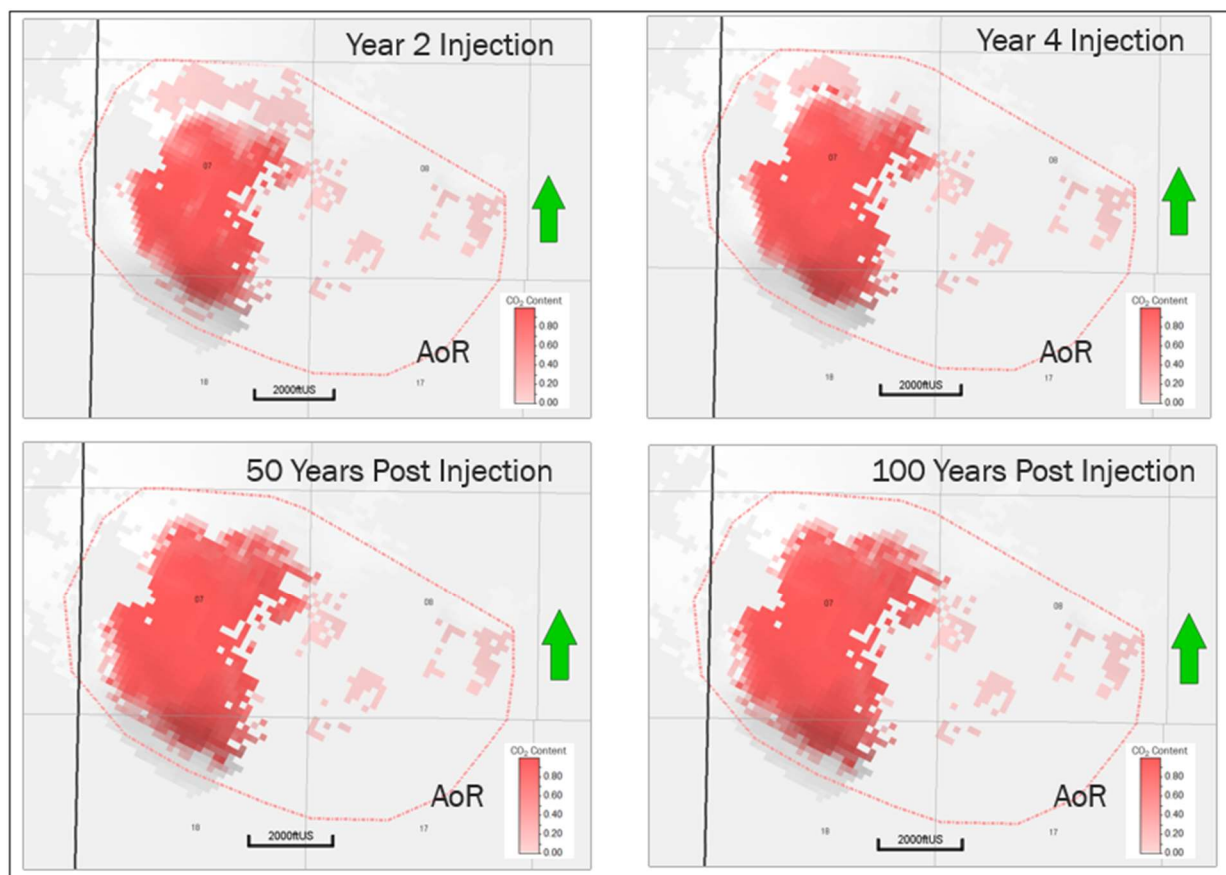 Year 2 Injection
07
08
CO₂ Content
0.80
0.60
0.40
0.20
0.00
AoR
18
2000ftUS
17
Year 4 Injection
07
08
CO₂ Content
0.80
0.60
0.40
0.20
0.00
AoR
18
2000ftUS
17
50 Years Post Injection
07
08
CO₂ Content
0.80
0.60
0.40
0.20
0.00
AoR
18
2000ftUS
17
100 Years Post Injection
07
08
CO₂ Content
0.80
0.60
0.40
0.20
0.00
AoR
18
2000ftUS
17